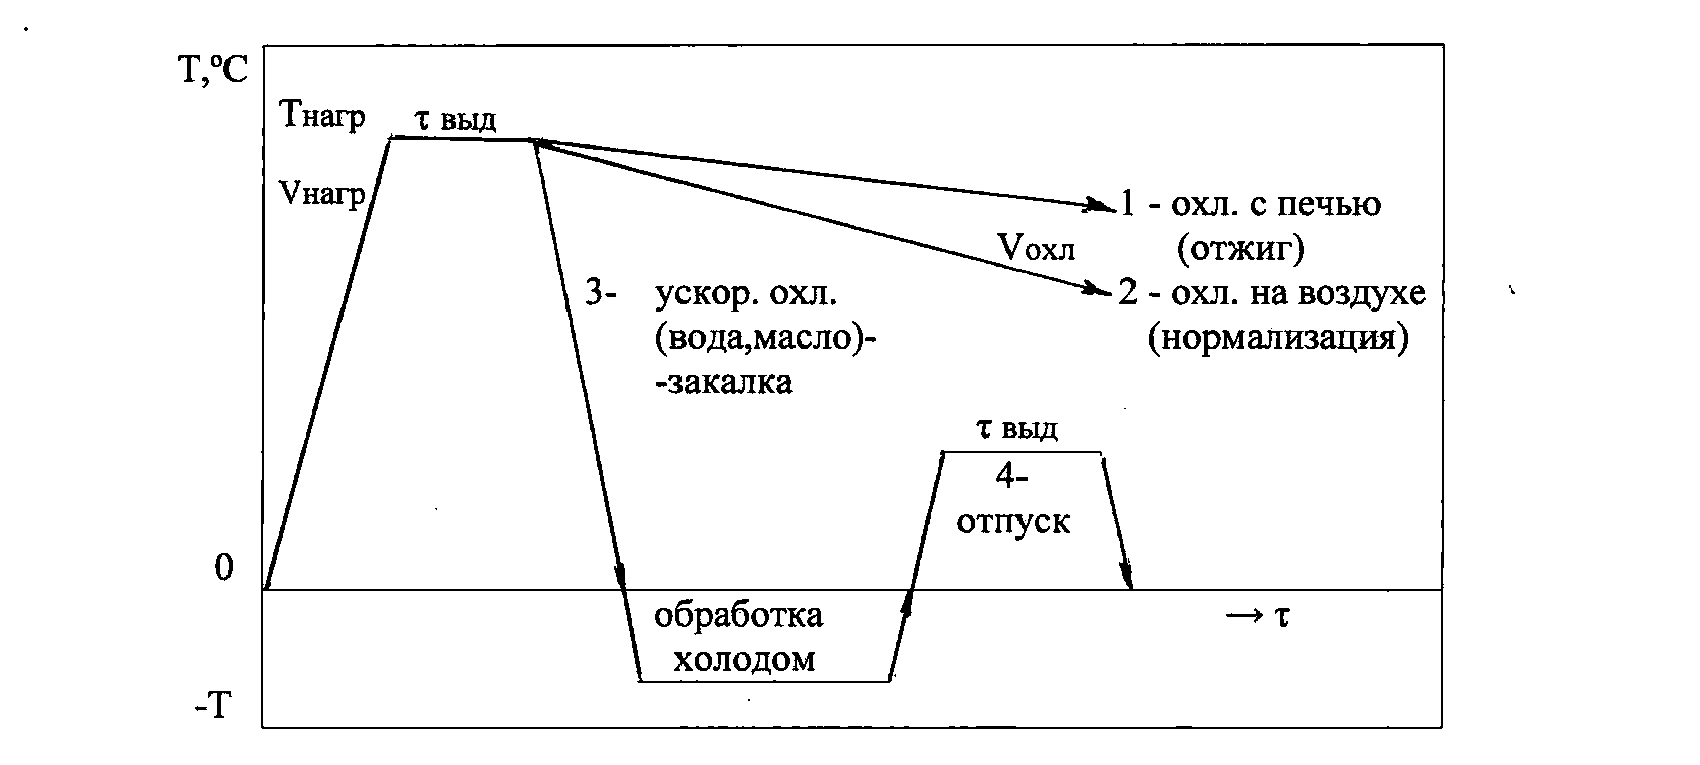 T,ºC
Тнагр
τ выд
Vнагр
1 - охл. с печью
(отжиг)
Vохл
2 - охл. на воздухе
(нормализация)
3- ускор. охл.
(вода,масло)-
-закалка
τ выд
4-
отпуск
0
обработка
холодом
→ τ
-T